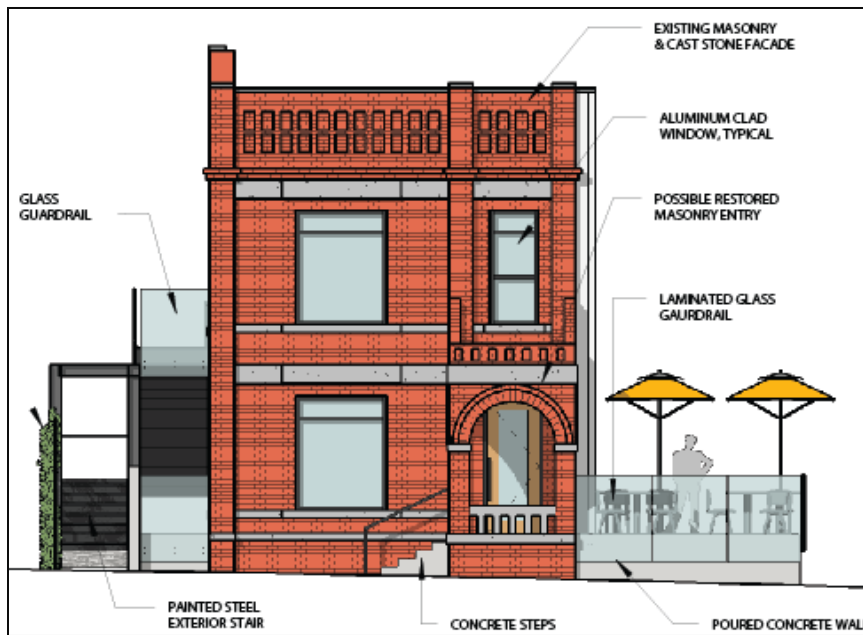 EXISTING MASONRY
& CAST STONE FACADE
ALUMINUM CLAD
WINDOW, TYPICAL
GLASS
GUARDRAIL
POSSIBLE RESTORED
MASONRY ENTRY
LAMINATED GLASS
GAURDRAIL
PAINTED STEEL
EXTERIOR STAIR
CONCRETE STEPS
POURED CONCRETE WAL